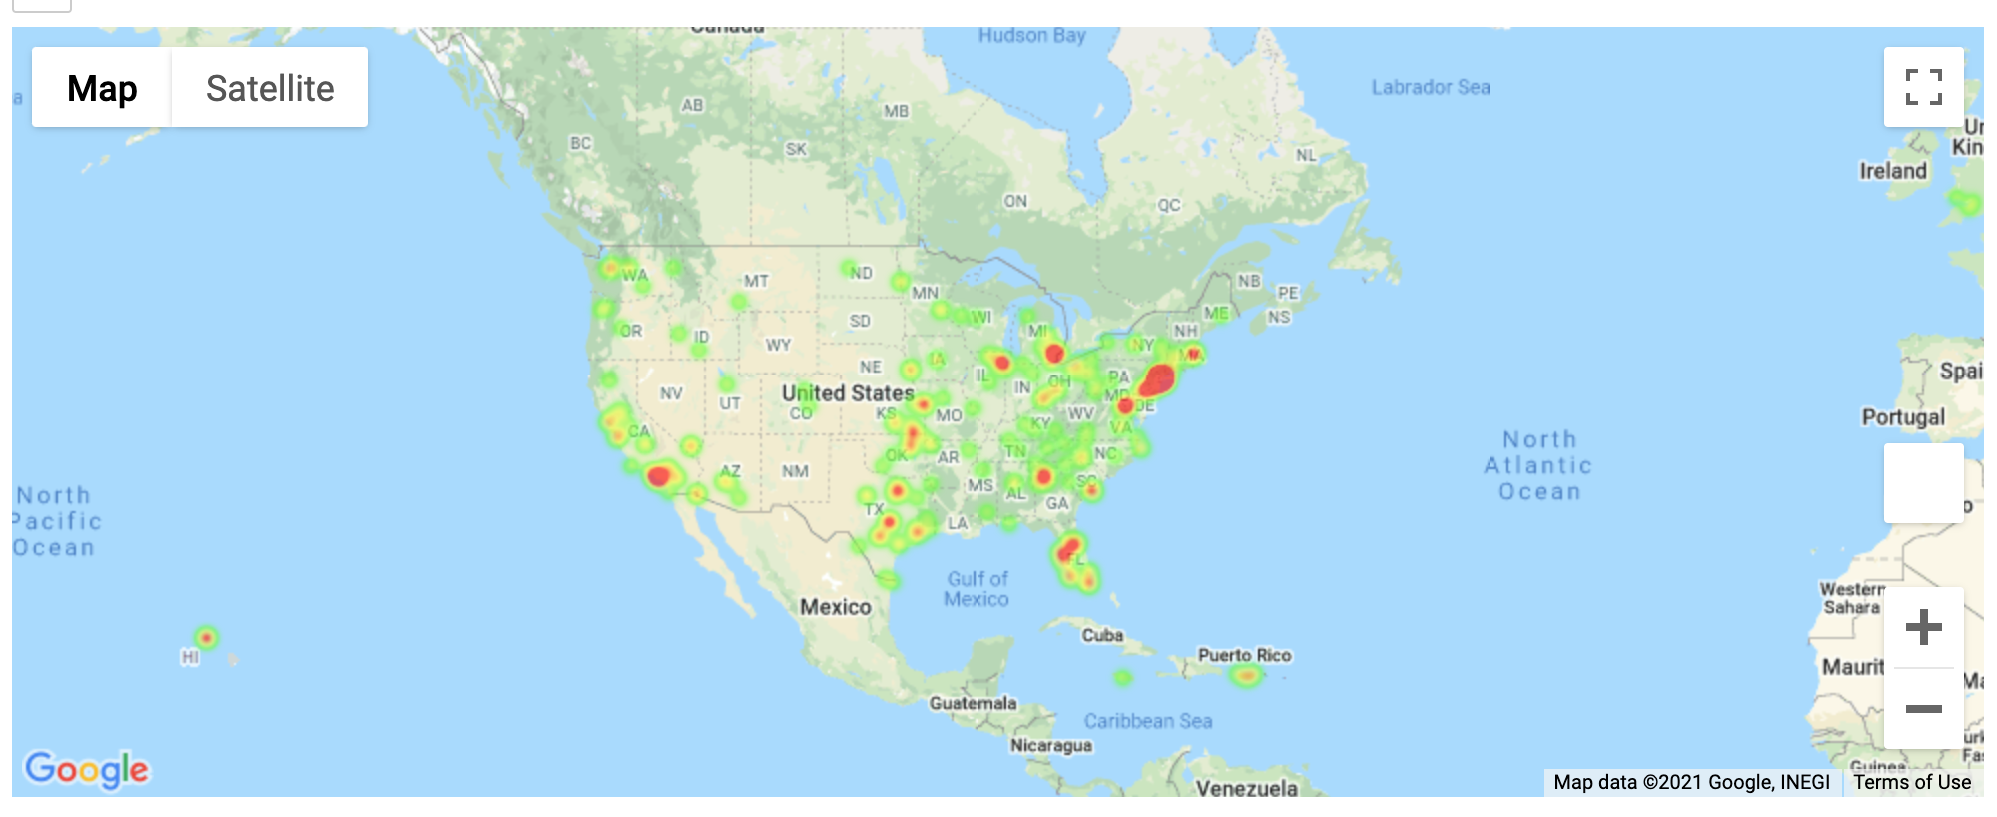 Canada
Hudson Bay
Map
Satellite
Labrador Sea
AB
MB
BC
SK
NL
Ireland
ON
QC
WA
MT
ND
MN
NB
PE
NS
OR
ID
SD
WI
MI
ME
NH
NY
MA
WY
NE
IA
IL
IN
OH
PA
MD
DE
NV
UT
United States
CO
KS
MO
WV
KY
VA
CA
Portugal
AZ
NM
OK
AR
TN
NC
MS
AL
SC
GA
TX
LA
FL
North
Pacific
Ocean
North
Atlantic
Ocean
Gulf of
Mexico
Mexico
Western
Sahara
Cuba
HI
Puerto Rico
Guatemala
Caribbean Sea
Nicaragua
Venezuela
Guinea
Google
Map data ©2021 Google, INEGI
Terms of Use